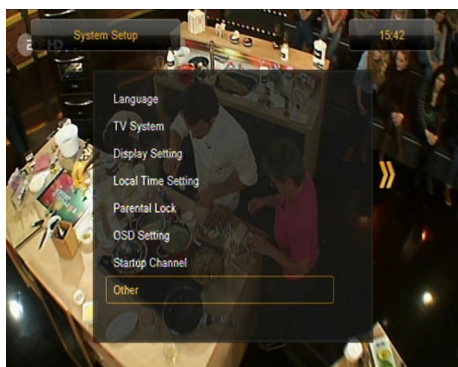 System Setup
15:42
Language
TV System
Display Setting
Local Time Setting
Parental Lock
OSD Setting
Startup Channel
Other